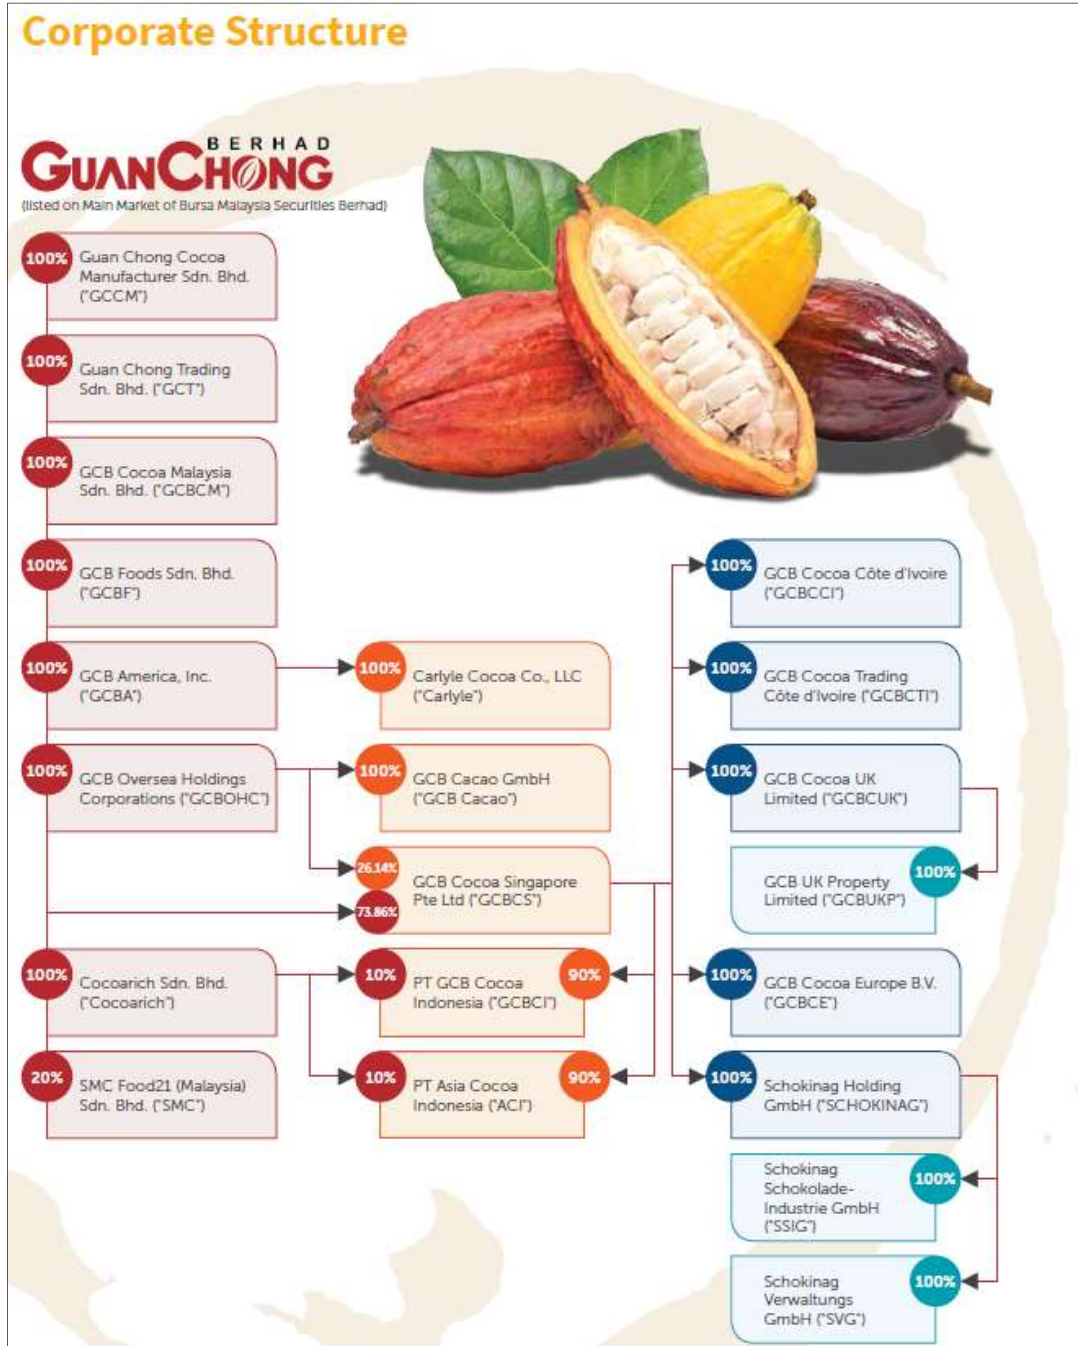 Corporate Structure
BERHAD
GUANCHONG
(listed on Main Market of Bursa Malaysia Securities Berhad)
100%
Guan Chong Cocoa
Manufacturer Sdn. Bhd.
("GCCM")
100%
Guan Chong Trading
Sdn. Bhd. ("GCT")
100%
GCB Cocoa Malaysia
Sdn. Bhd. ("GCBCM")
100%
GCB Foods Sdn. Bhd.
("GCBF")
100%
GCB America, Inc.
("GCBA")
100%
GCB Oversea Holdings
Corporations ("GCBOHC")
100%
Cocoarich Sdn. Bhd.
("Cocoarich")
20%
SMC Food21 (Malaysia)
Sdn. Bhd. ("SMC")
100%
Carlyle Cocoa Co., LLC
("Carlyle")
100%
GCB Cacao GmbH
("GCB Cacao")
26.14%
73.86%
GCB Cocoa Singapore
Pte Ltd ("GCBCS")
10%
PT GCB Cocoa
Indonesia ("GCBCI")
90%
10%
PT Asia Cocoa
Indonesia ("ACI")
90%
100%
GCB Cocoa Côte d'Ivoire
("GCBCCI")
100%
GCB Cocoa Trading
Côte d'Ivoire ("GCBCTI")
100%
GCB Cocoa UK
Limited ("GCBCUK")
GCB UK Property
Limited ("GCBUKP")
100%
100%
GCB Cocoa Europe B.V.
("GCBCE")
100%
Schokinag Holding
GmbH ("SCHOKINAG")
Schokinag
Schokolade-
Industrie GmbH
("SSIG")
100%
Schokinag
Verwaltungs
GmbH ("SVG")
100%